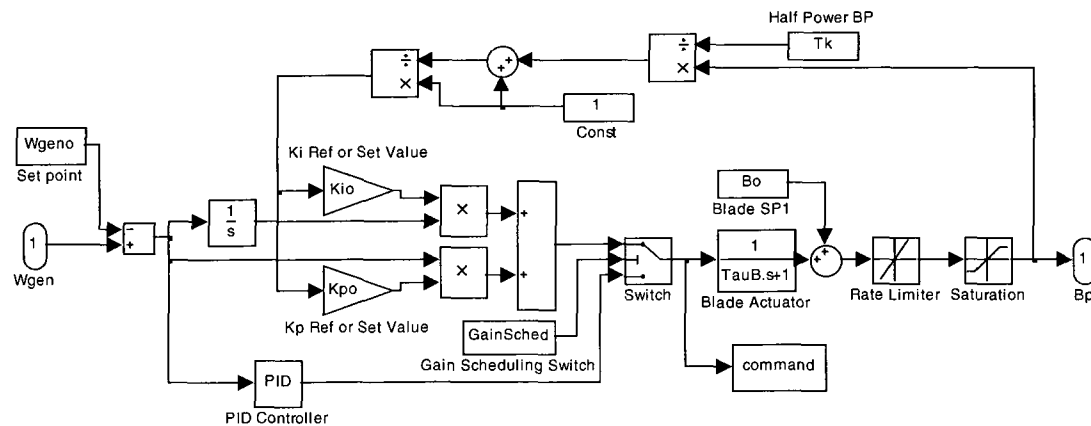 Half Power BP
Tk
÷
×
+
+
÷
×
1
Const
Wgeno
Set point
Ki Ref or Set Value
Kio
Bo
Blade SP1
-
+
1
s
×
+
1
Wgen
1
TauB.s+1
Blade Actuator
+
+
Rate Limiter
Saturation
1
Bp
×
+
Switch
Kpo
Kp Ref or Set Value
GainSched
Gain Scheduling Switch
command
PID
PID Controller